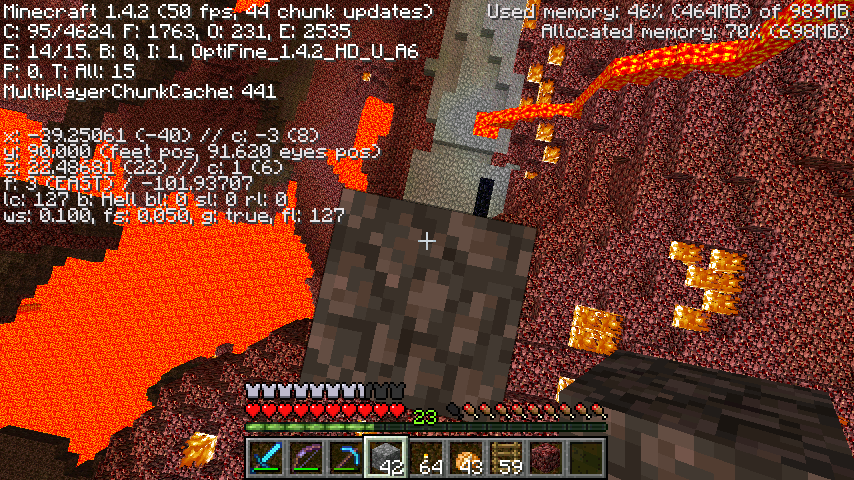 Minecraft 1.4.2 (50 fps, 44 chunk updates)
Used memory: 46% (464MB) of 989MB
C: 95/4624. F: 1763, O: 231, E: 2535
Allocated memory: 70% (698MB)
E: 14/15. B: 0, I: 1, OptiFine_1.4.2_HD_U_A6
P: 0. T: All: 15
MultiplayerChunkCache: 441
x: -39.25061 (-40) // c: -3 (8)
y: 90.000 (feet pos, 91.620 eyes pos)
z: 22.48681 (22) // c: 1 (6)
f: 3 (EAST) / -101.93707
lc: 127 b: Hell bl: 0 sl: 0 rl: 0
ws: 0.100, fs: 0.050, g: true, fl: 127
23
42 64 43 59